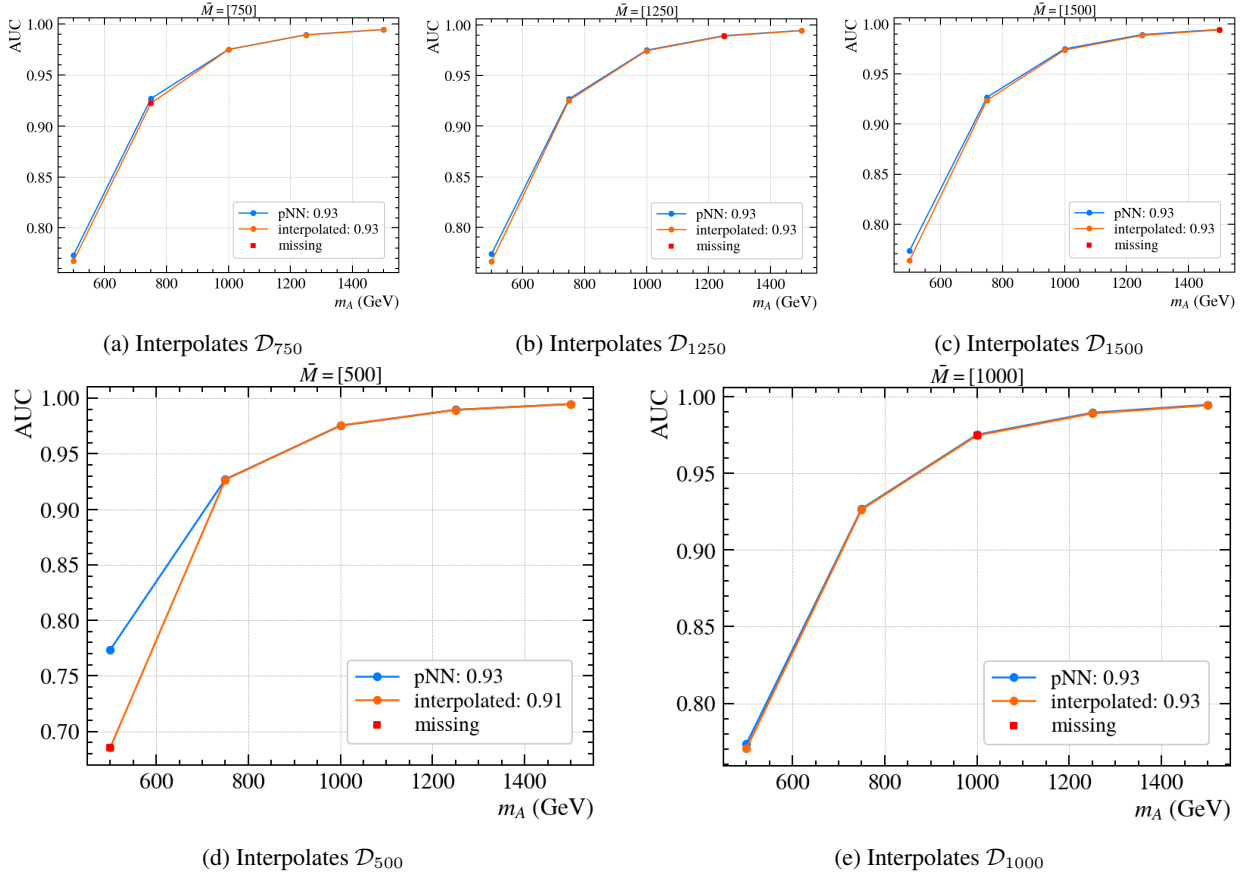 M̄ = [750]
AUC
1.00
0.95
0.90
0.85
0.80
pNN: 0.93
interpolated: 0.93
missing
600 800 1000 1200 1400
m_A (GeV)
(a) Interpolates 𝒟₇₅₀
M̄ = [1250]
AUC
1.00
0.95
0.90
0.85
0.80
pNN: 0.93
interpolated: 0.93
missing
600 800 1000 1200 1400
m_A (GeV)
(b) Interpolates 𝒟₁₂₅₀
M̄ = [1500]
AUC
1.00
0.95
0.90
0.85
0.80
pNN: 0.93
interpolated: 0.93
missing
600 800 1000 1200 1400
m_A (GeV)
(c) Interpolates 𝒟₁₅₀₀
M̄ = [500]
AUC
1.00
0.95
0.90
0.85
0.80
0.75
0.70
pNN: 0.93
interpolated: 0.91
missing
600 800 1000 1200 1400
m_A (GeV)
(d) Interpolates 𝒟₅₀₀
M̄ = [1000]
AUC
1.00
0.95
0.90
0.85
0.80
pNN: 0.93
interpolated: 0.93
missing
600 800 1000 1200 1400
m_A (GeV)
(e) Interpolates 𝒟₁₀₀₀